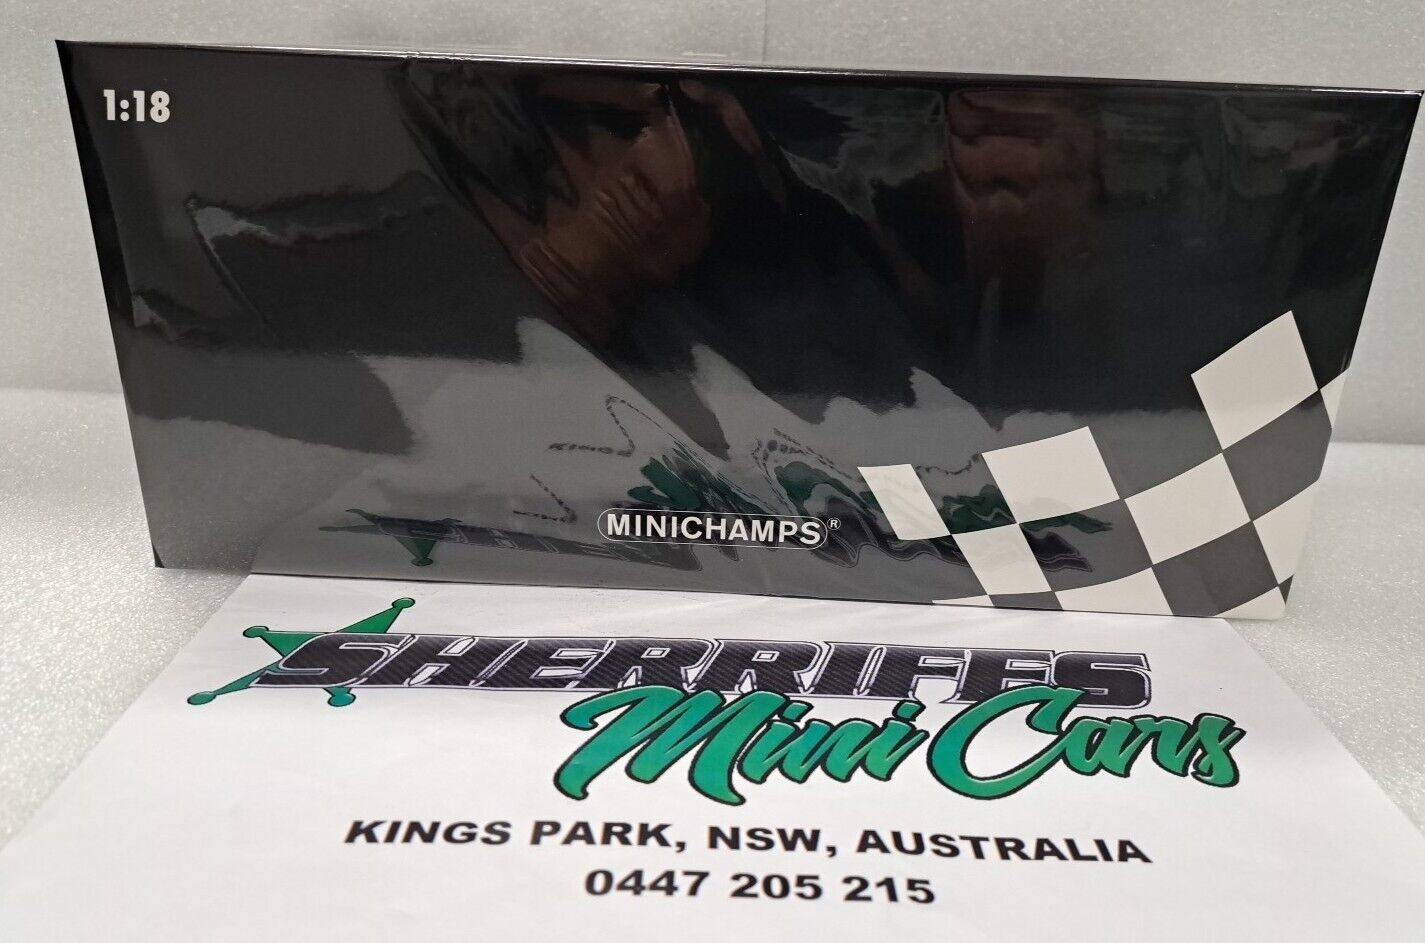 1:18
MINICHAMPS®
SHERRIFFS
Mini Cars
KINGS PARK, NSW, AUSTRALIA
0447 205 215